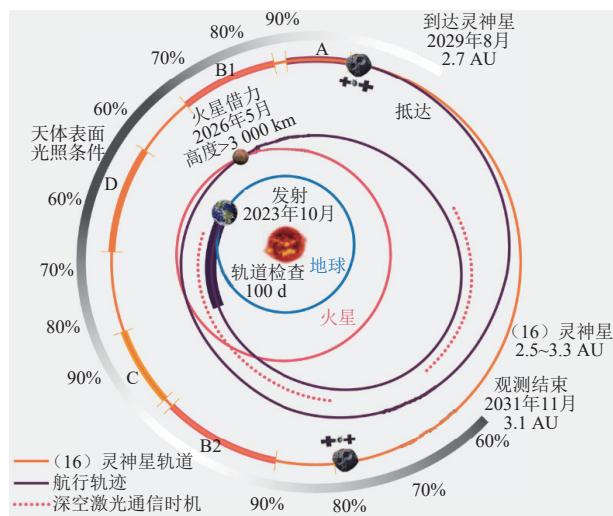 90%
80%
70%
60%
60%
70%
80%
90%
A
B1
D
C
B2
到达灵神星
2029年8月
2.7 AU
抵达
火星借力
2026年5月
高度>3 000 km
天体表面
光照条件
发射
2023年10月
轨道检查
100 d
地球
火星
（16）灵神星
2.5~3.3 AU
观测结束
2031年11月
3.1 AU
60%
70%
80%
90%
（16）灵神星轨道
航行轨迹
深空激光通信时机